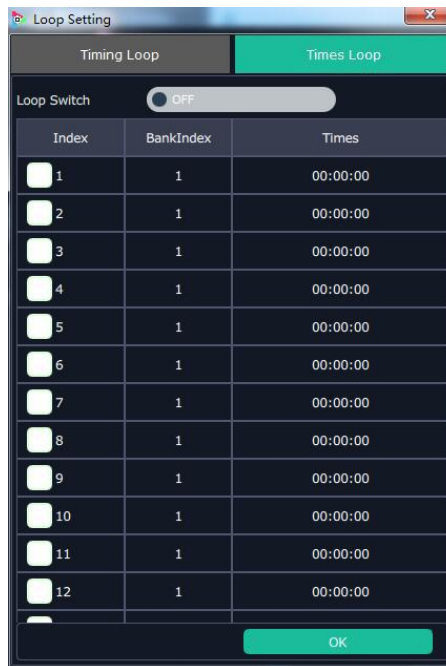 Loop Setting
Timing Loop Times Loop
Loop Switch OFF
Index BankIndex Times
1 1 00:00:00
2 1 00:00:00
3 1 00:00:00
4 1 00:00:00
5 1 00:00:00
6 1 00:00:00
7 1 00:00:00
8 1 00:00:00
9 1 00:00:00
10 1 00:00:00
11 1 00:00:00
12 1 00:00:00
OK